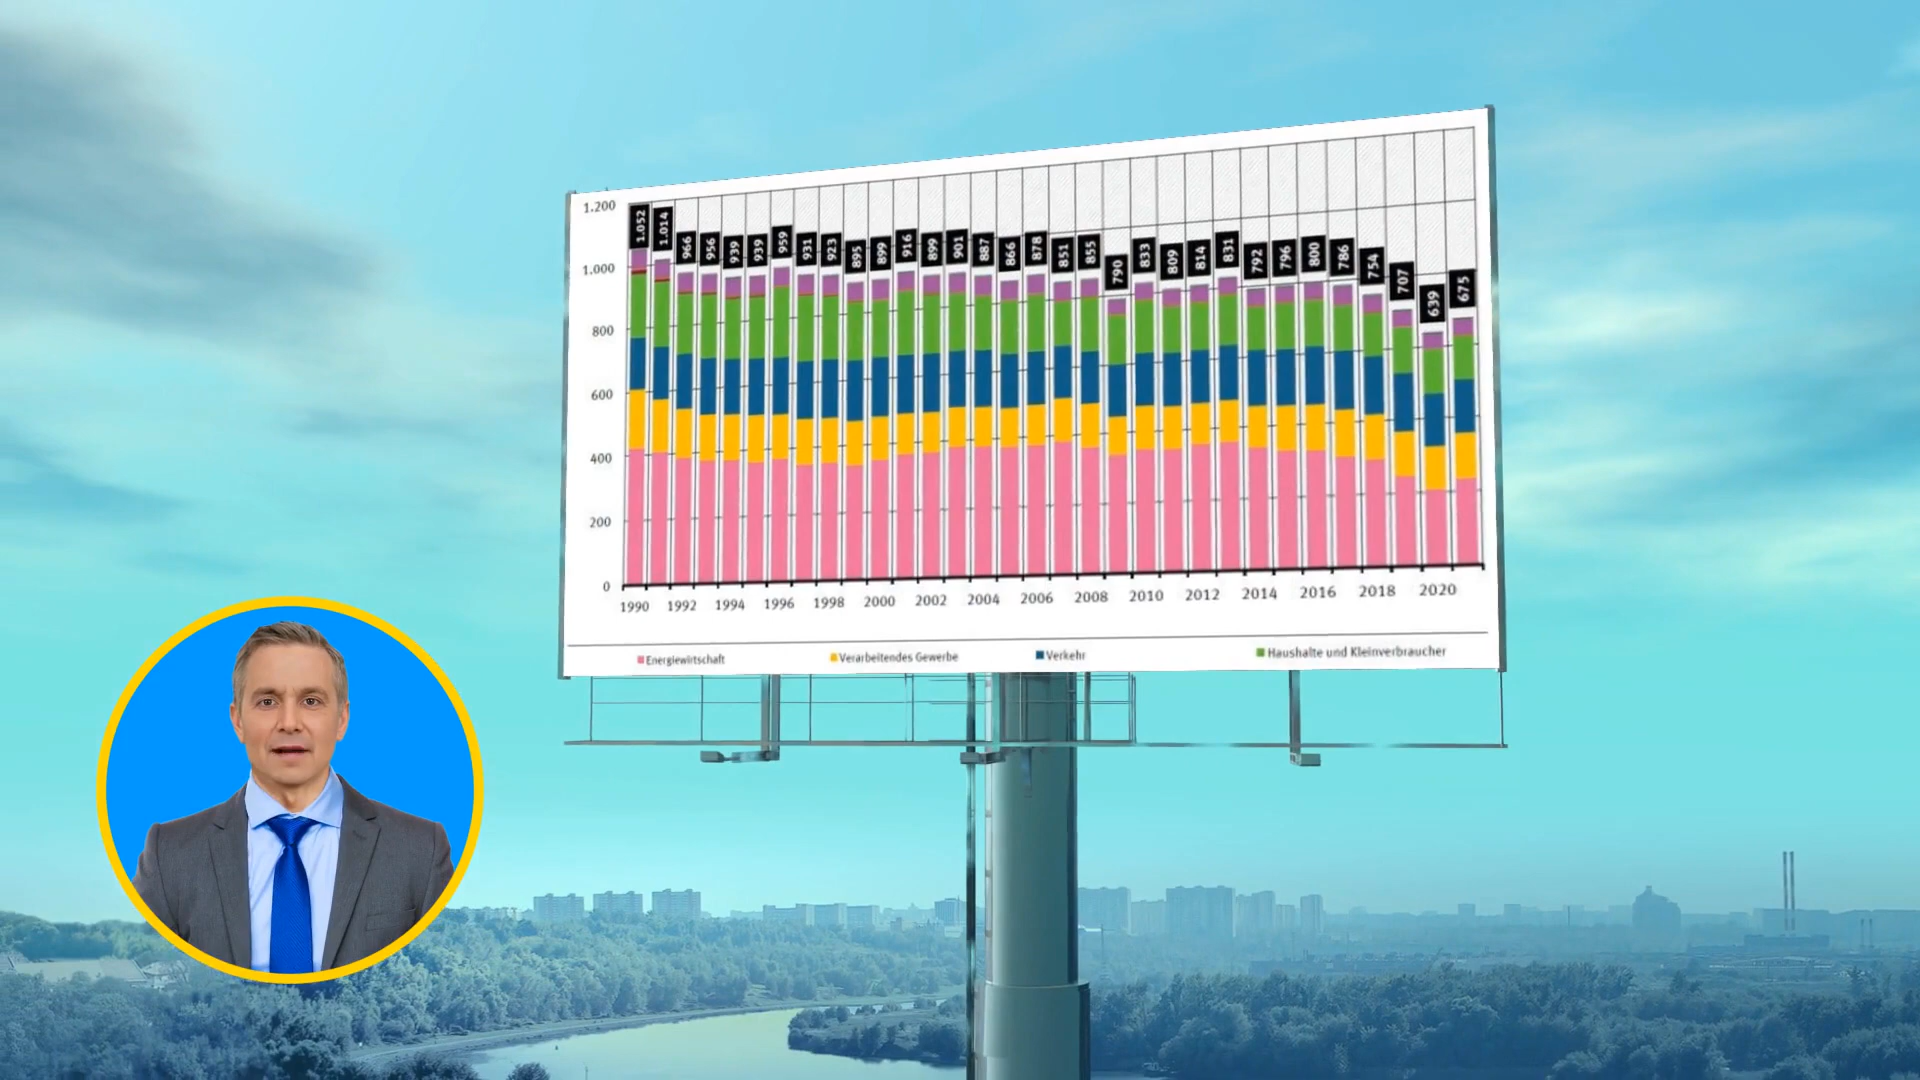 1.200
1.000
800
600
400
200
0
1.052 1.014 966 956 939 939 959 931 923 895 899 916 899 901 887 866 878 851 855 790 833 809 814 831 792 796 800 786 754 707 639 675
1990 1992 1994 1996 1998 2000 2002 2004 2006 2008 2010 2012 2014 2016 2018 2020
Energiewirtschaft Verarbeitendes Gewerbe Verkehr Haushalte und Kleinverbraucher